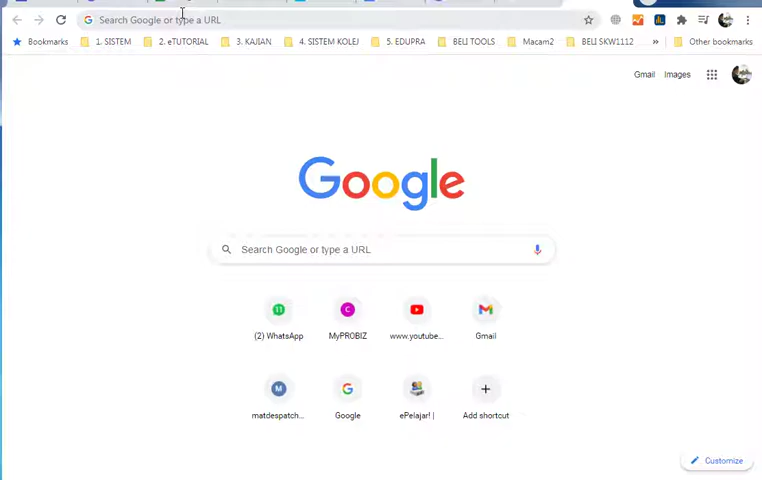 Search Google or type a URL
Bookmarks 1. SISTEM 2. eTUTORIAL 3. KAJIAN 4. SISTEM KOLEJ 5. EDUPRA BELI TOOLS Macam2 BELI SKW1112 » Other bookmarks
Gmail Images
Google
Search Google or type a URL
11 C
(2) WhatsApp MyPROBIZ www.youtube... Gmail
M
matdespatch... Google ePelajar! | Add shortcut
Customize